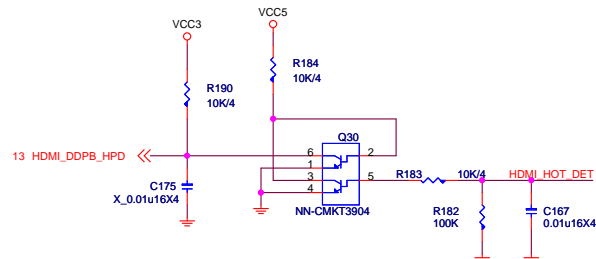 VCC3
VCC5
R190
10K/4
R184
10K/4
Q30
13 HDMI_DDPB_HPD
6
2
1
3
5
4
R183
10K/4
HDMI_HOT_DET
C175
X_0.01u16X4
NN-CMKT3904
R182
100K
C167
0.01u16X4